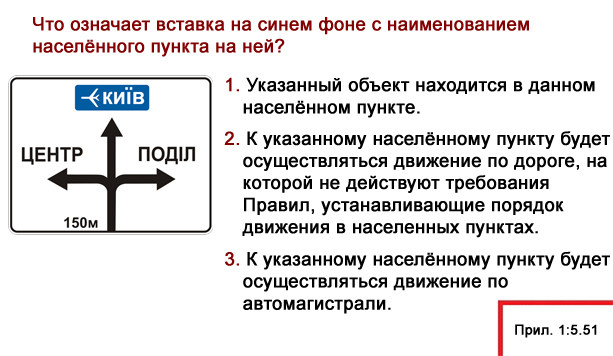 Что означает вставка на синем фоне с наименованием
населённого пункта на ней?
КИЇВ
ЦЕНТР ПОДІЛ
150м
1. Указанный объект находится в данном
населённом пункте.
2. К указанному населённому пункту будет
осуществляться движение по дороге, на
которой не действуют требования
Правил, устанавливающие порядок
движения в населенных пунктах.
3. К указанному населённому пункту будет
осуществляться движение по
автомагистрали.
Прил. 1:5.51